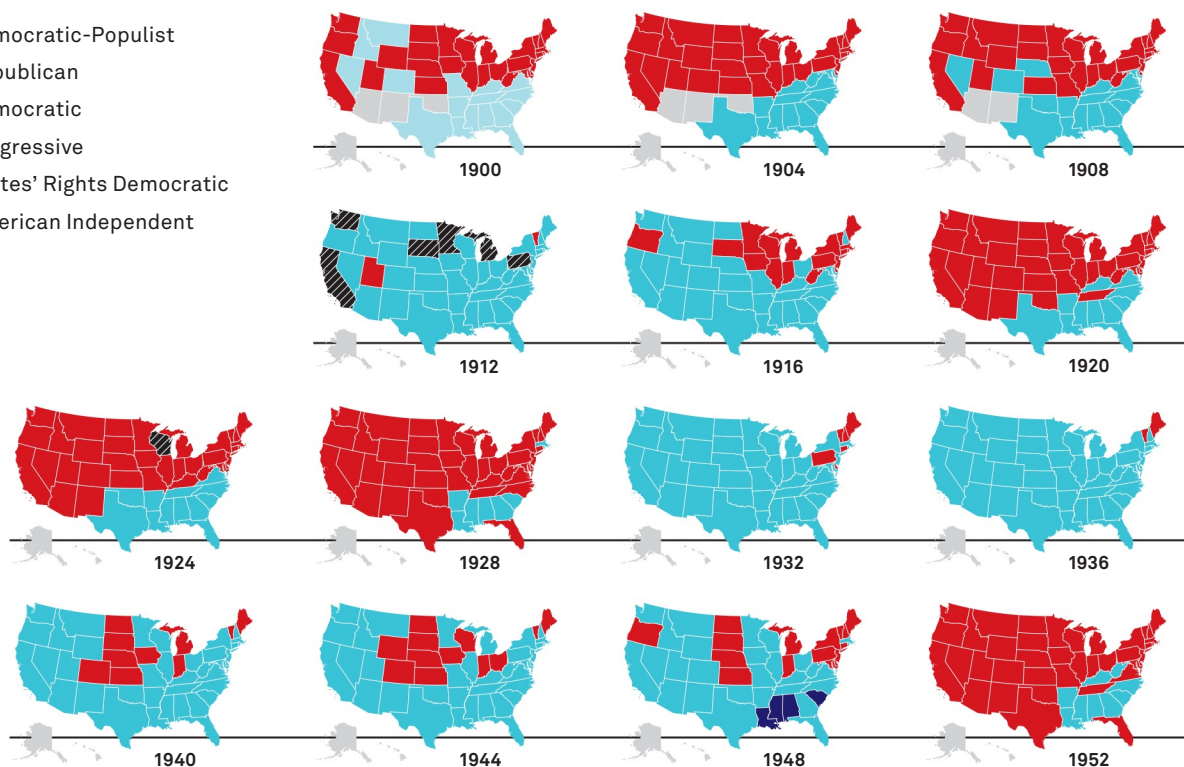 mocratic-Populist
publican
mocratic
gressive
tes’ Rights Democratic
erican Independent
1900
1904
1908
1912
1916
1920
1924
1928
1932
1936
1940
1944
1948
1952